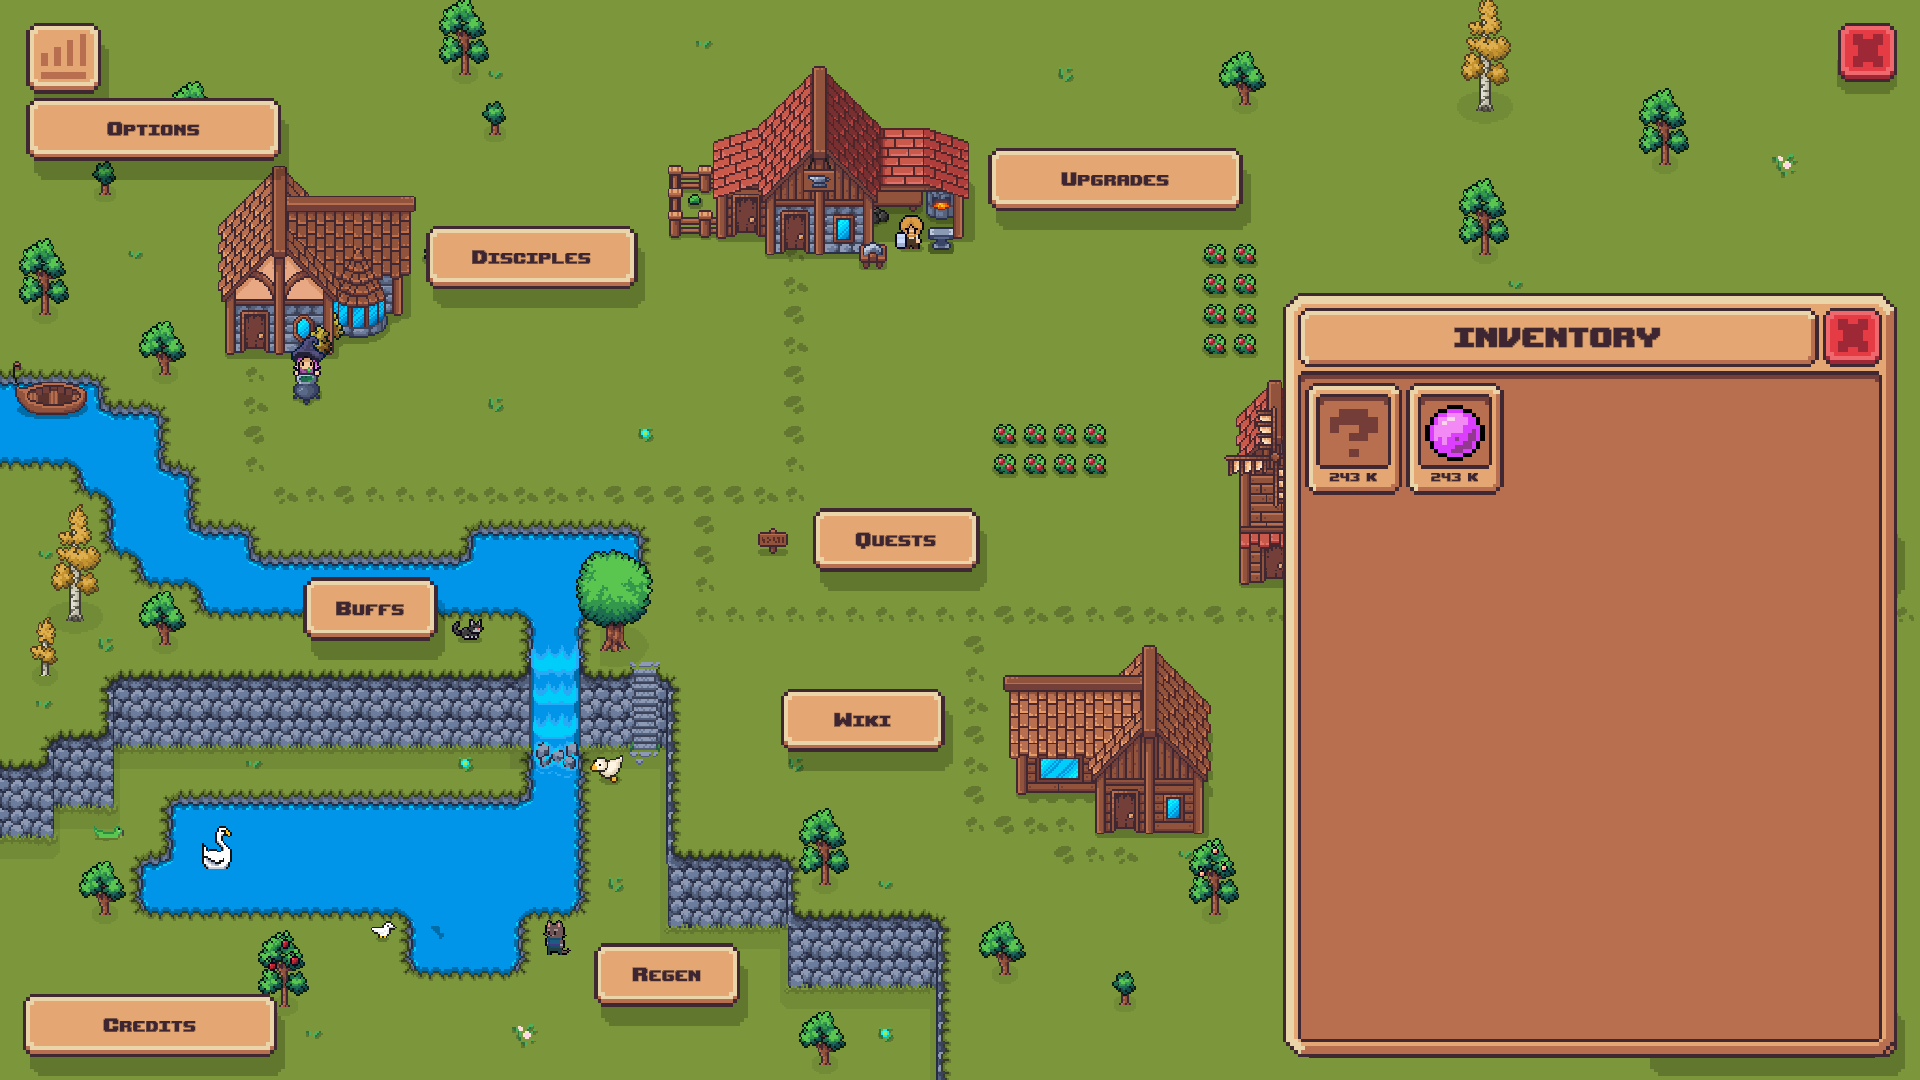 Options
Upgrades
Disciples
INVENTORY
243 K
243 K
Quests
Buffs
Wiki
Regen
Credits